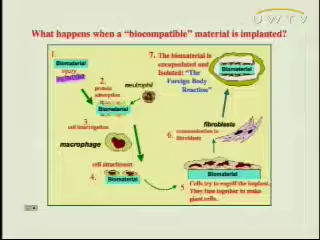 UWTV
What happens when a "biocompatible" material is implanted?
1.
Biomaterial
injury
2.
protein
adsorption
neutrophil
Biomaterial
3.
cell interrogation
macrophage
cell attachment
4.
Biomaterial
5.
Cells try to engulf the implant.
They fuse together to make
giant cells.
Biomaterial
6.
communication to
fibroblasts
fibroblasts
7. The biomaterial is
encapsulated and
isolated: "The
Foreign Body
Reaction"
Biomaterial